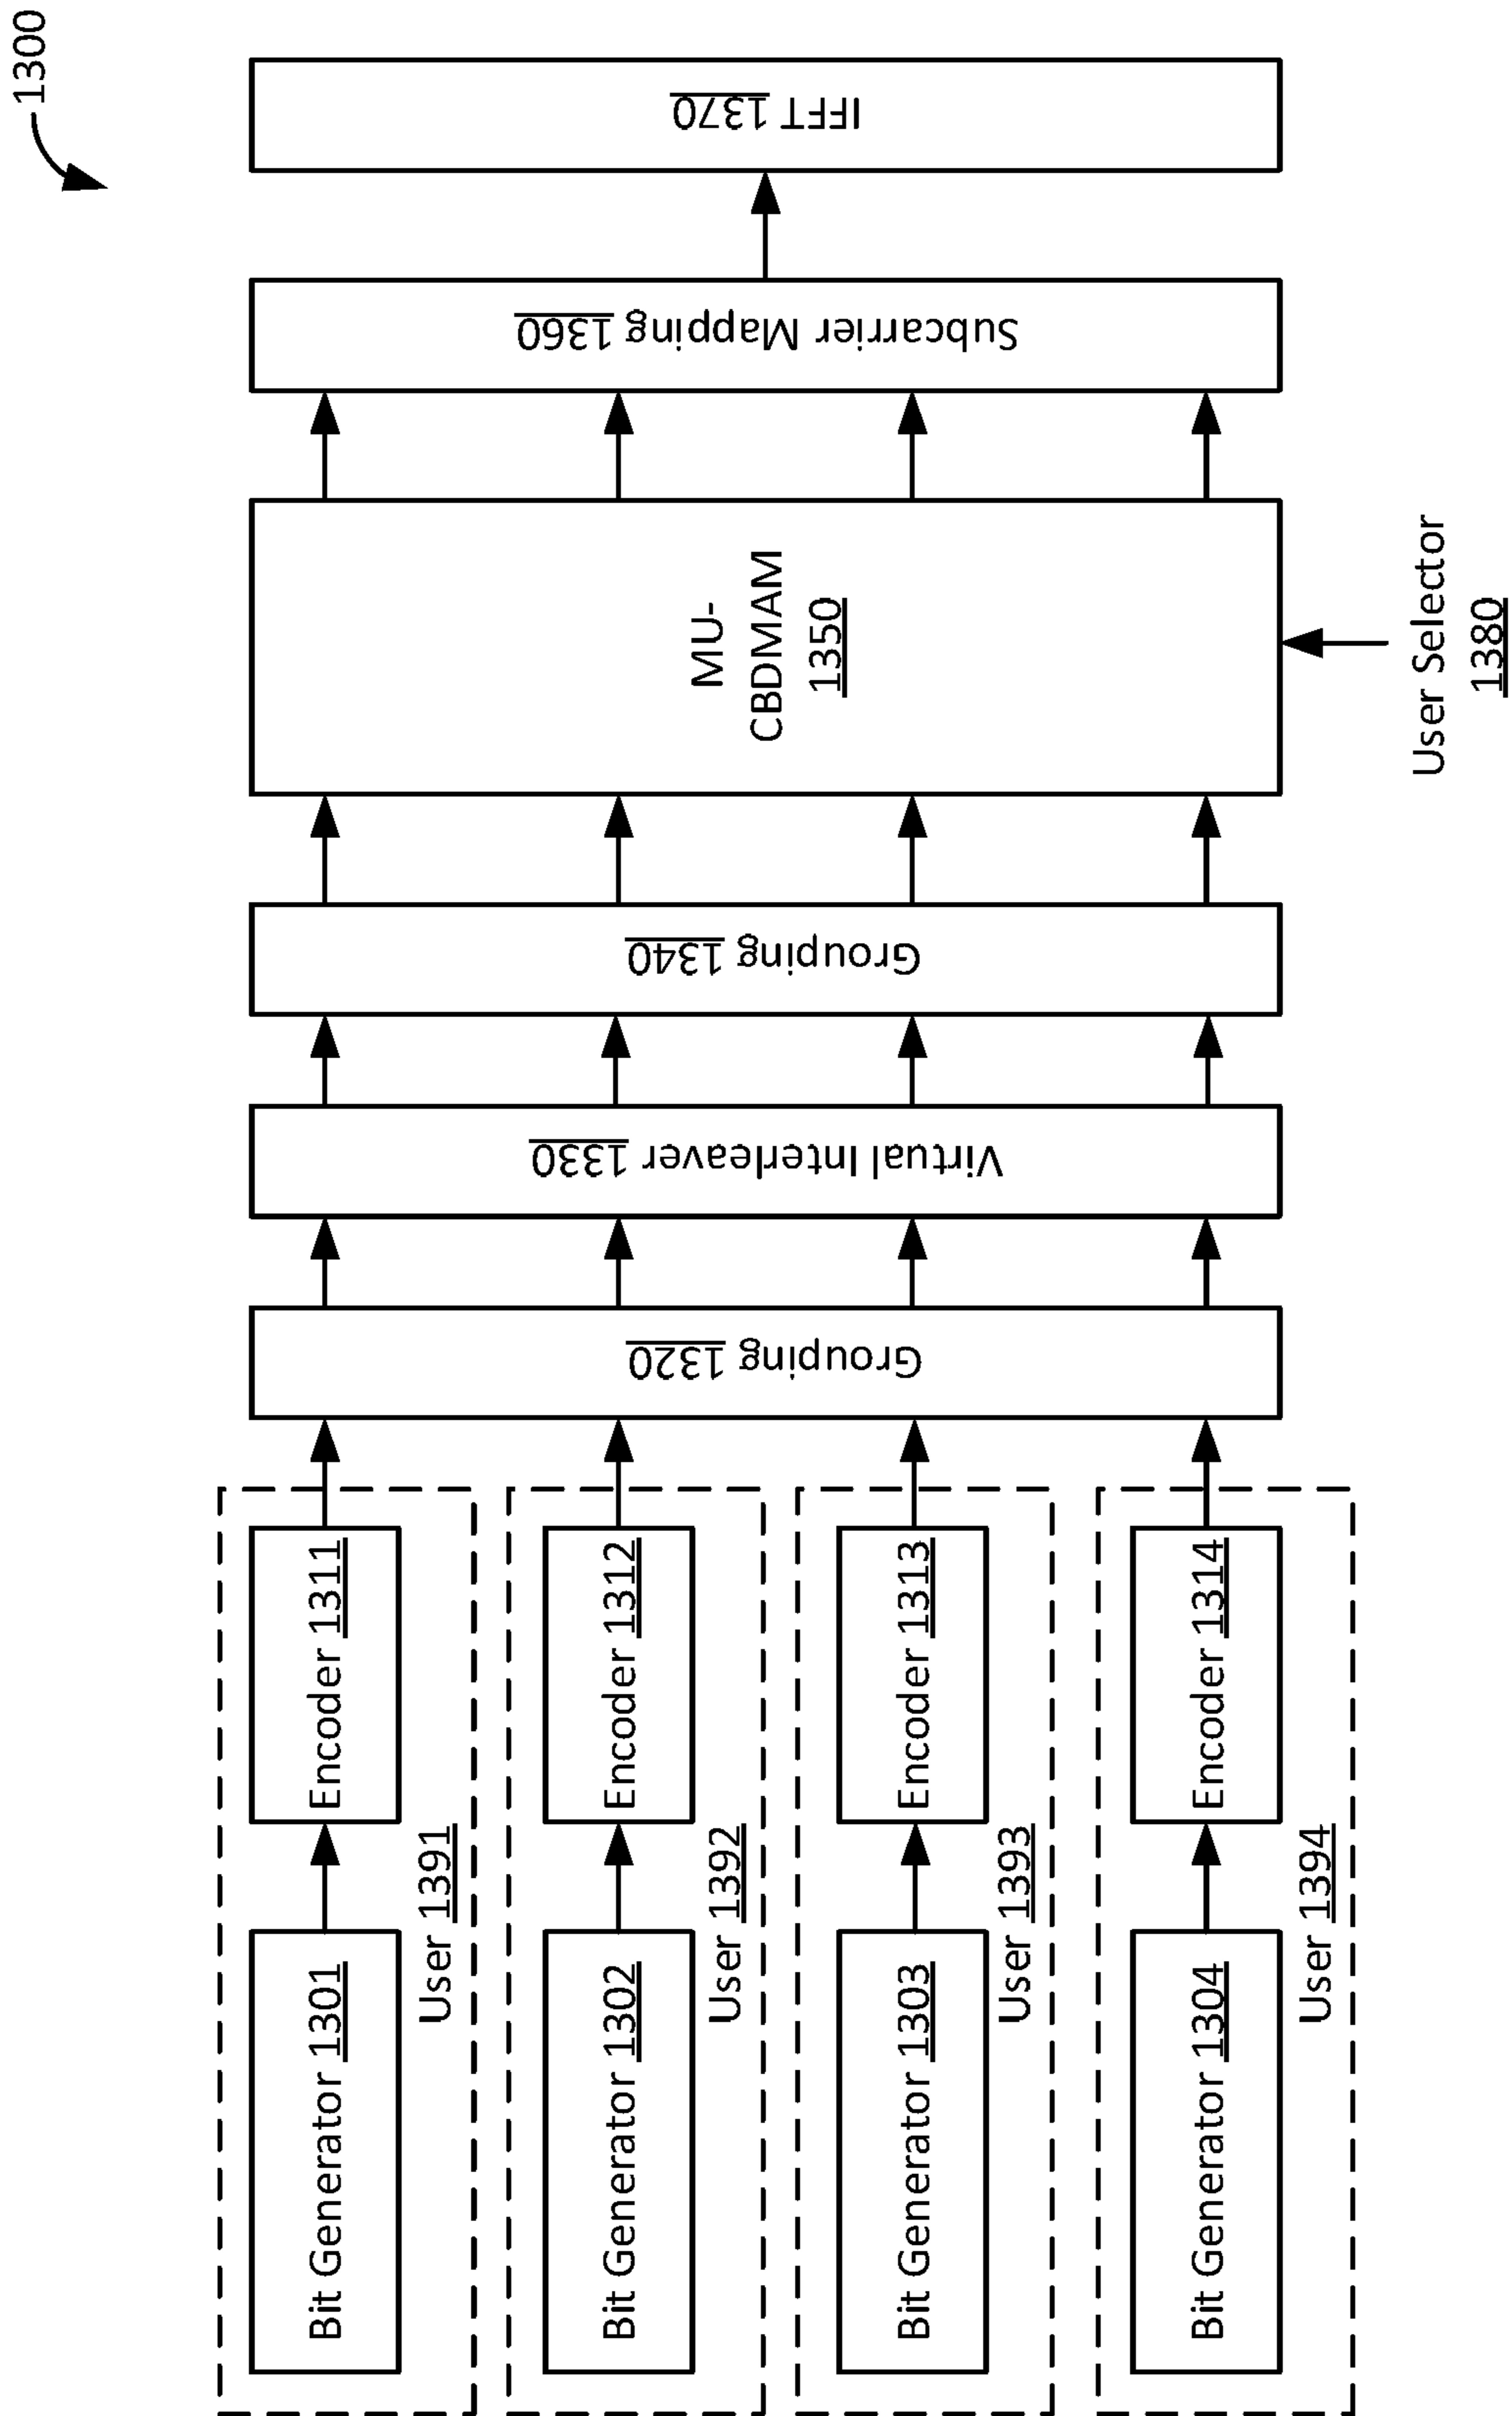 1300
Bit Generator 1301
Encoder 1311
User 1391
Bit Generator 1302
Encoder 1312
User 1392
Bit Generator 1303
Encoder 1313
User 1393
Bit Generator 1304
Encoder 1314
User 1394
Grouping 1320
Virtual Interleaver 1330
Grouping 1340
MU-
CBDMAM
1350
User Selector
1380
Subcarrier Mapping 1360
IFFT 1370